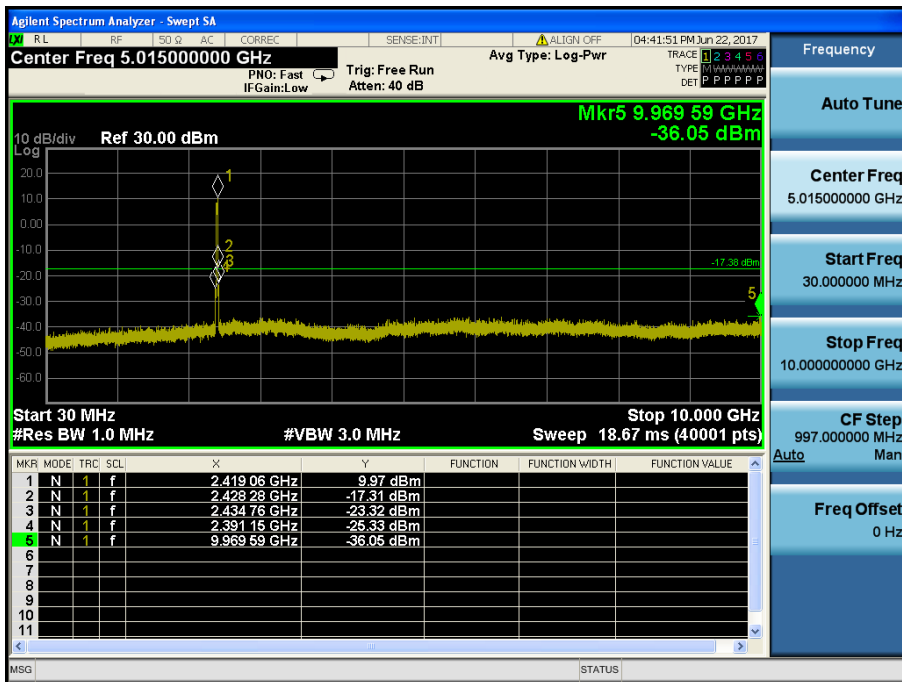 Agilent Spectrum Analyzer - Swept SA
LXI RL RF 50 Ω AC CORREC SENSE:INT ALIGN OFF 04:41:51 PM Jun 22, 2017
Center Freq 5.015000000 GHz
PNO: Fast
IFGain:Low
Trig: Free Run
Atten: 40 dB
Avg Type: Log-Pwr
TRACE 1 2 3 4 5 6
TYPE M W W W W W
DET P P P P P P
Mkr5 9.969 59 GHz
-36.05 dBm
10 dB/div Ref 30.00 dBm
Log
20.0
10.0
0.00
-10.0
-20.0
-30.0
-40.0
-50.0
-60.0
1
2
3
4
5
-17.38 dBm
Start 30 MHz Stop 10.000 GHz
#Res BW 1.0 MHz #VBW 3.0 MHz Sweep 18.67 ms (40001 pts)
MKR MODE TRC SCL X Y FUNCTION FUNCTION WIDTH FUNCTION VALUE
1 N 1 f 2.419 06 GHz 9.97 dBm
2 N 1 f 2.428 28 GHz -17.31 dBm
3 N 1 f 2.434 76 GHz -23.32 dBm
4 N 1 f 2.391 15 GHz -25.33 dBm
5 N 1 f 9.969 59 GHz -36.05 dBm
6
7
8
9
10
11
MSG STATUS
Frequency
Auto Tune
Center Freq
5.015000000 GHz
Start Freq
30.000000 MHz
Stop Freq
10.000000000 GHz
CF Step
997.000000 MHz
Auto Man
Freq Offset
0 Hz